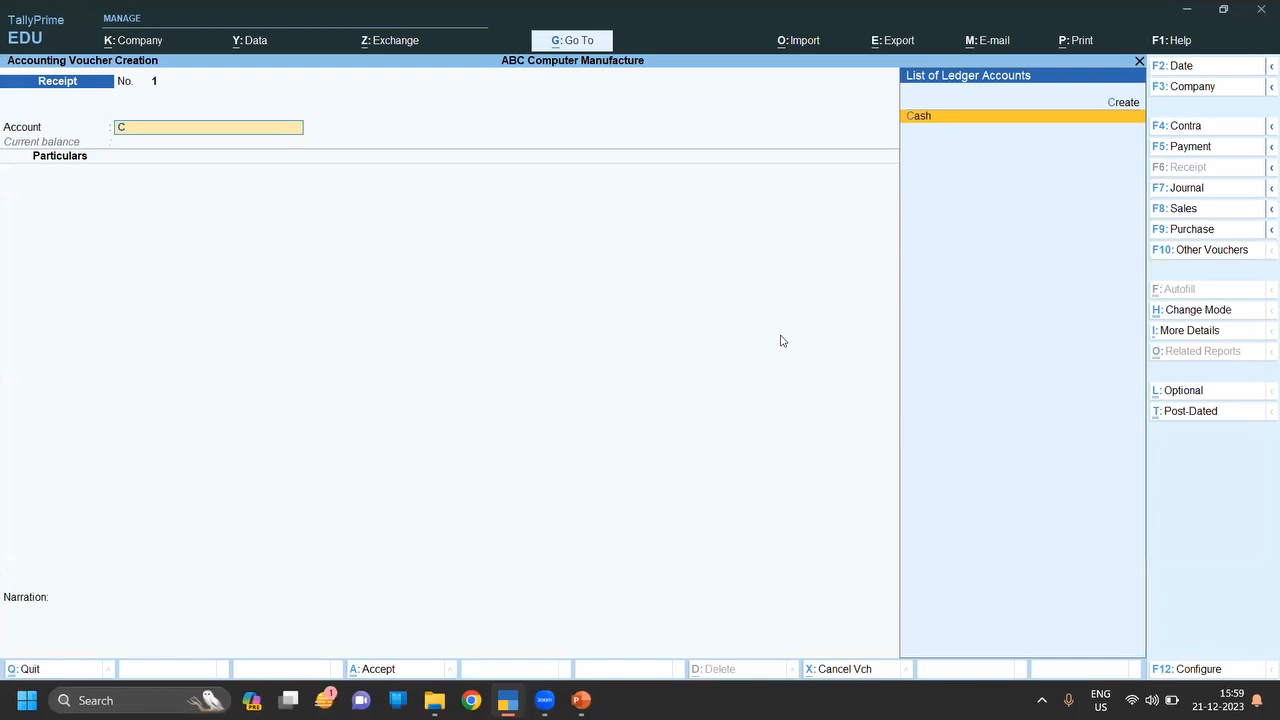 TallyPrime
EDU
MANAGE
K: Company
Y: Data
Z: Exchange
G: Go To
O: Import
E: Export
M: E-mail
P: Print
F1: Help
Accounting Voucher Creation
ABC Computer Manufacture
Receipt No. 1
Account : C
Current balance :
Particulars
Narration:
List of Ledger Accounts
Create
Cash
F2: Date
F3: Company
F4: Contra
F5: Payment
F6: Receipt
F7: Journal
F8: Sales
F9: Purchase
F10: Other Vouchers
F: Autofill
H: Change Mode
I: More Details
O: Related Reports
L: Optional
T: Post-Dated
Q: Quit
A: Accept
D: Delete
X: Cancel Vch
F12: Configure
Search
PRE
1
zoom
ENG
US
15:59
21-12-2023